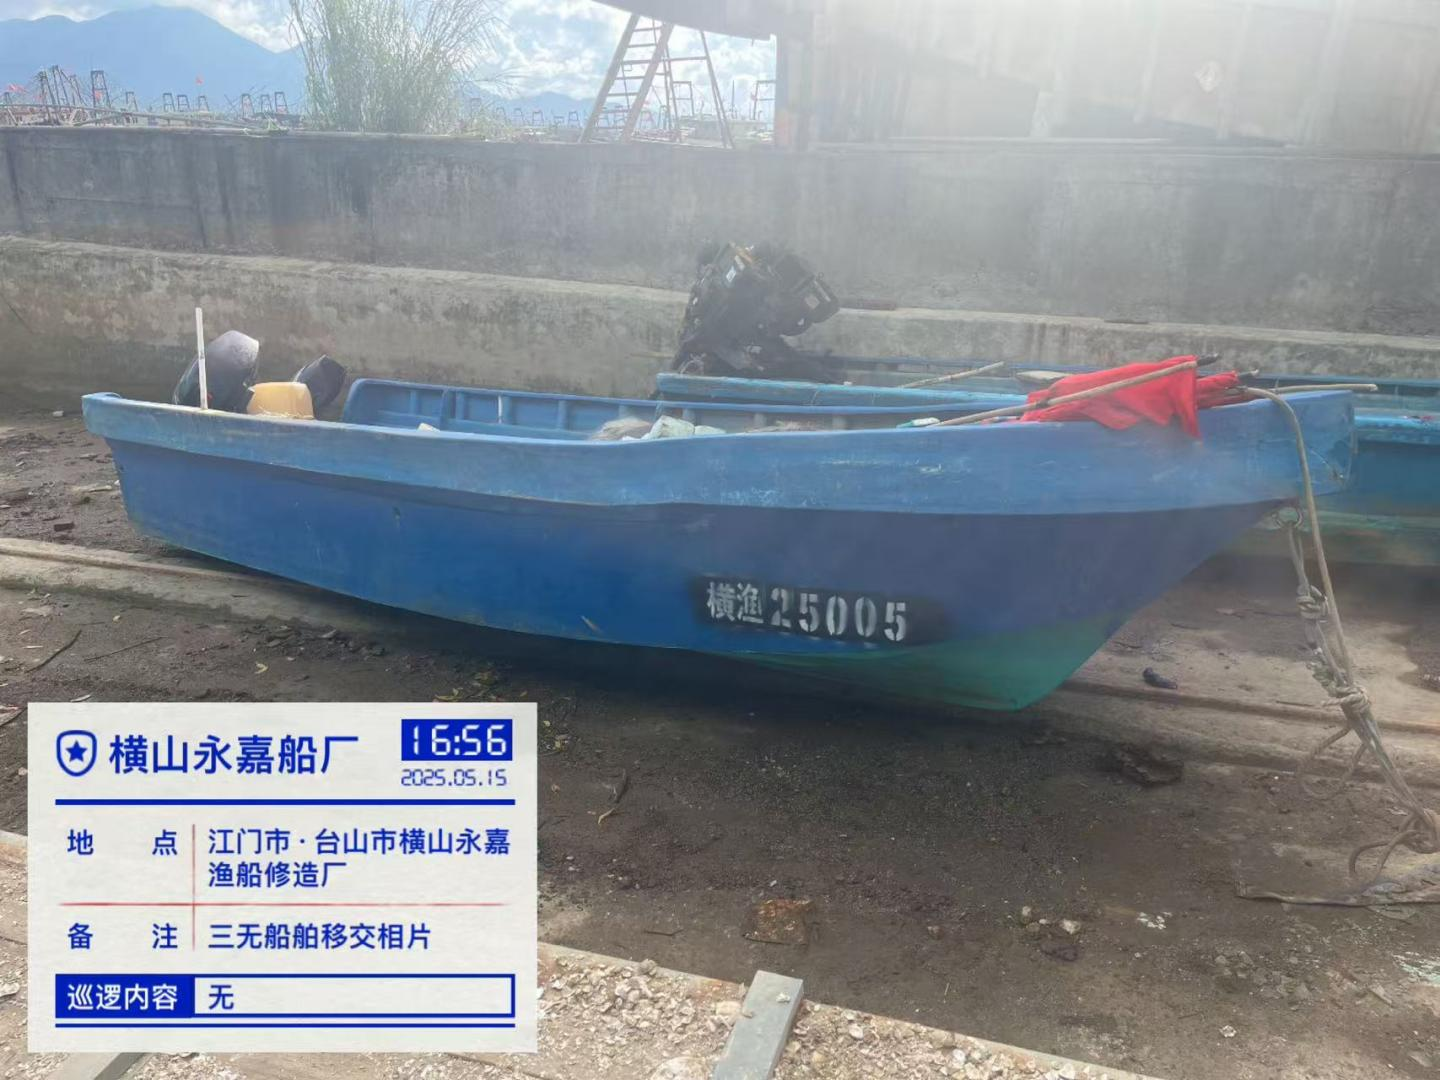 横渔25005
横山永嘉船厂
16:56
2025.05.15
地 点 江门市·台山市横山永嘉
渔船修造厂
备 注 三无船舶移交相片
巡逻内容 无